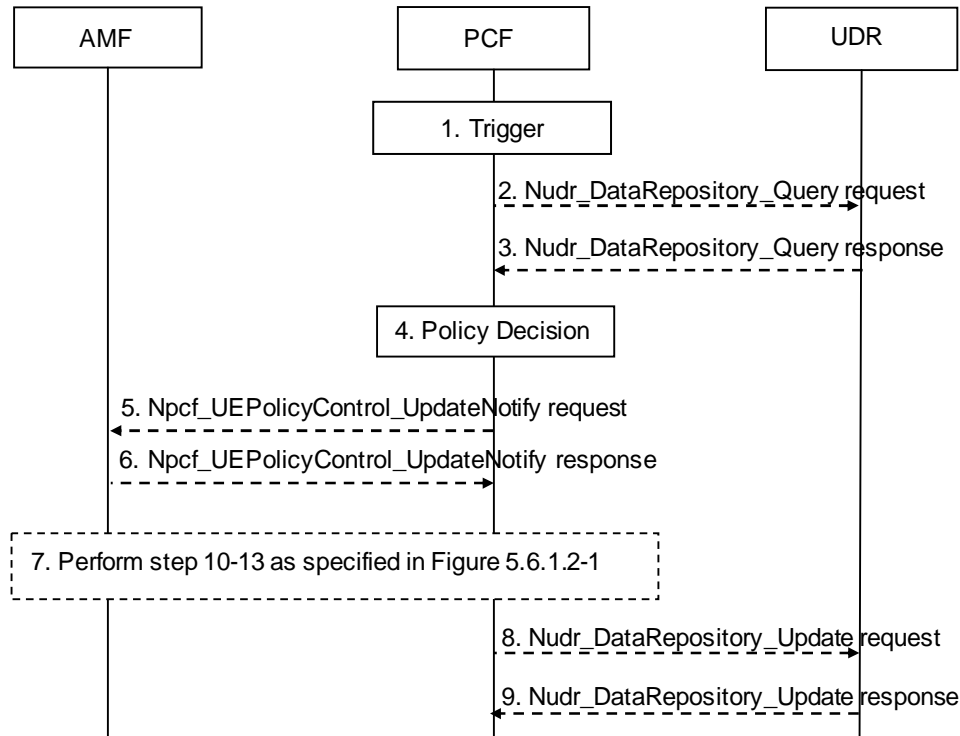 AMF
PCF
UDR
1. Trigger
2. Nudr_DataRepository_Query request
3. Nudr_DataRepository_Query response
4. Policy Decision
5. Npcf_UEPolicyControl_UpdateNotify request
6. Npcf_UEPolicyControl_UpdateNotify response
7. Perform step 10-13 as specified in Figure 5.6.1.2-1
8. Nudr_DataRepository_Update request
9. Nudr_DataRepository_Update response